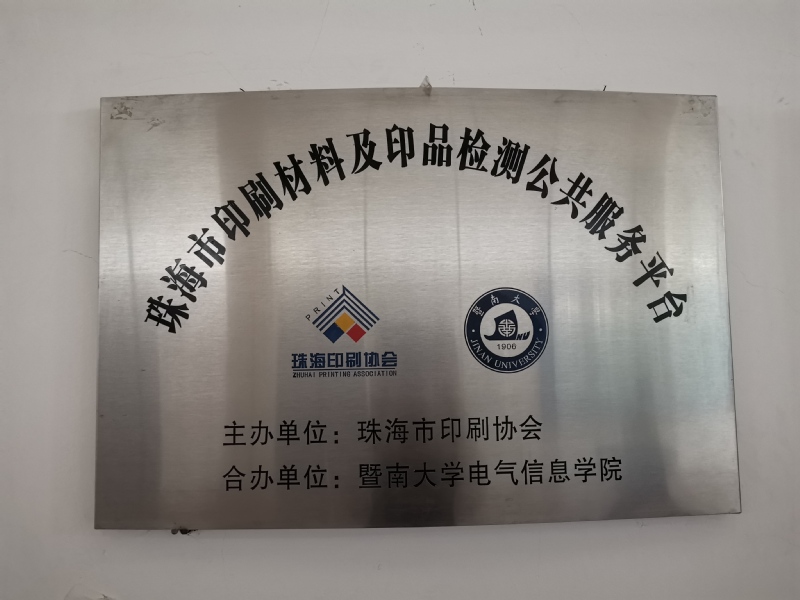 珠海市印刷材料及印品检测公共服务平台
PRINT
珠海印刷协会
ZHUHAI PRINTING ASSOCIATION
暨南大学
JNU
1906
JINAN UNIVERSITY
主办单位：珠海市印刷协会
合办单位：暨南大学电气信息学院